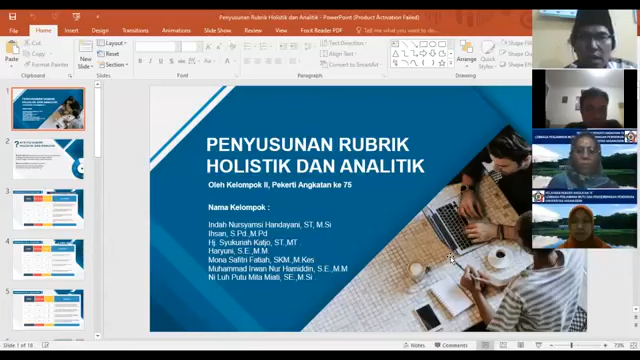 Penyusunan Rubrik Holistik dan Analitik - PowerPoint (Product Activation Failed)
File Home Insert Design Transitions Animations Slide Show Review View Foxit Reader PDF Tell me what you want to do...
Cut
Copy
Format Painter
Paste
Clipboard
New Slide
Layout
Reset
Section
Slides
Font
Paragraph
Text Direction
Align Text
Convert to SmartArt
Arrange
Quick Styles
Shape
Shape
Shape
Drawing
1
2
3
4
5
PENYUSUNAN RUBRIK
HOLISTIK DAN ANALITIK
Oleh Kelompok II, Pekerti Angkatan ke 75
Nama Kelompok :
Indah Nursyamsi Handayani, ST, M.Si
Ihsan, S.Pd.,M.Pd
Hj. Syukunah Katjo, ST.,MT
Haryuni, S.E.,M.M
Mona Safitri Fatiah, SKM.,M.Kes
Muhammad Irwan Nur Hamiddin, S.E.,M.M
Ni Luh Putu Mita Miati, SE.,M.Si
Slide 1 of 18
Notes
Comments
73%